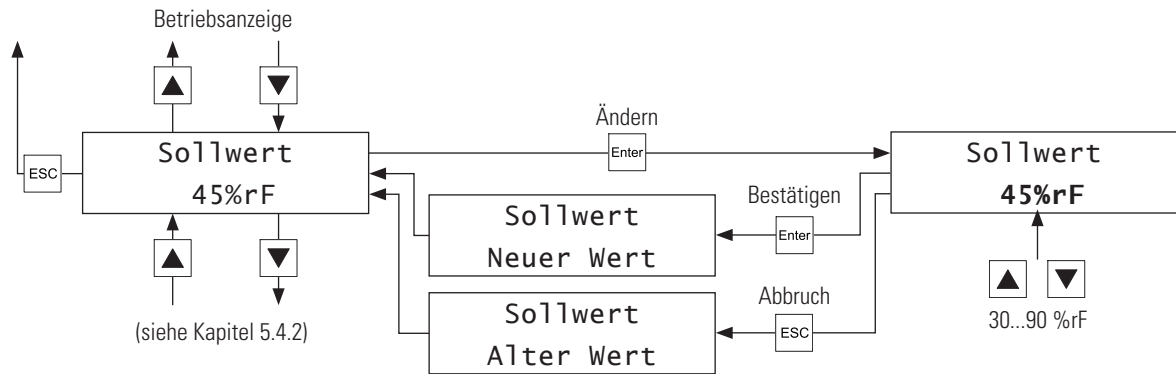 Betriebsanzeige
ESC
Sollwert
45%rF
(siehe Kapitel 5.4.2)
Ändern
Enter
Sollwert
45%rF
30...90 %rF
Bestätigen
Enter
Sollwert
Neuer Wert
Abbruch
ESC
Sollwert
Alter Wert